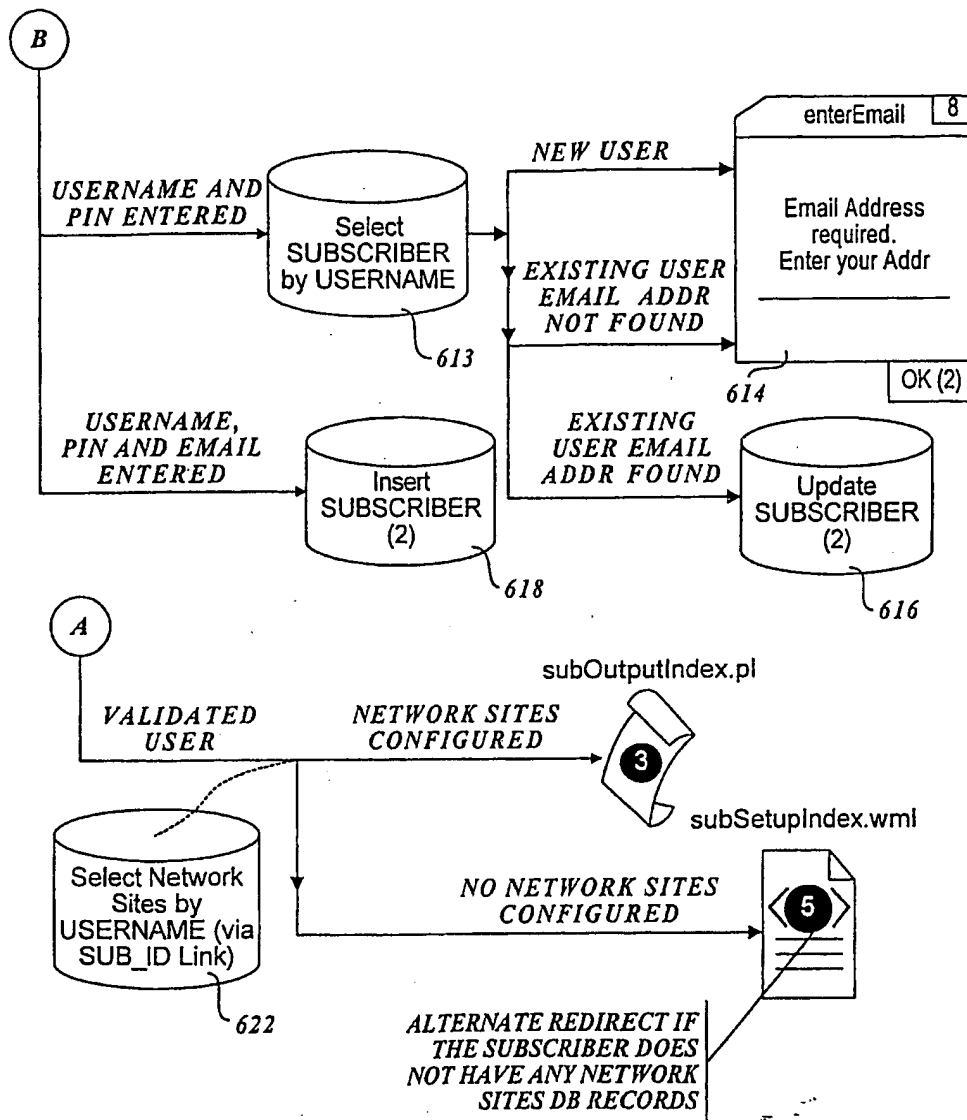 B
enterEmail 8
NEW USER
USERNAME AND
PIN ENTERED
Select
SUBSCRIBER
by USERNAME
Email Address
required.
Enter your Addr
EXISTING USER
EMAIL ADDR
NOT FOUND
613
614
OK (2)
USERNAME,
PIN AND EMAIL
ENTERED
Insert
SUBSCRIBER
(2)
EXISTING
USER EMAIL
ADDR FOUND
Update
SUBSCRIBER
(2)
618
616
A
subOutputIndex.pl
VALIDATED
USER
NETWORK SITES
CONFIGURED
3
subSetupIndex.wml
Select Network
Sites by
USERNAME (via
SUB_ID Link)
NO NETWORK SITES
CONFIGURED
5
622
ALTERNATE REDIRECT IF
THE SUBSCRIBER DOES
NOT HAVE ANY NETWORK
SITES DB RECORDS